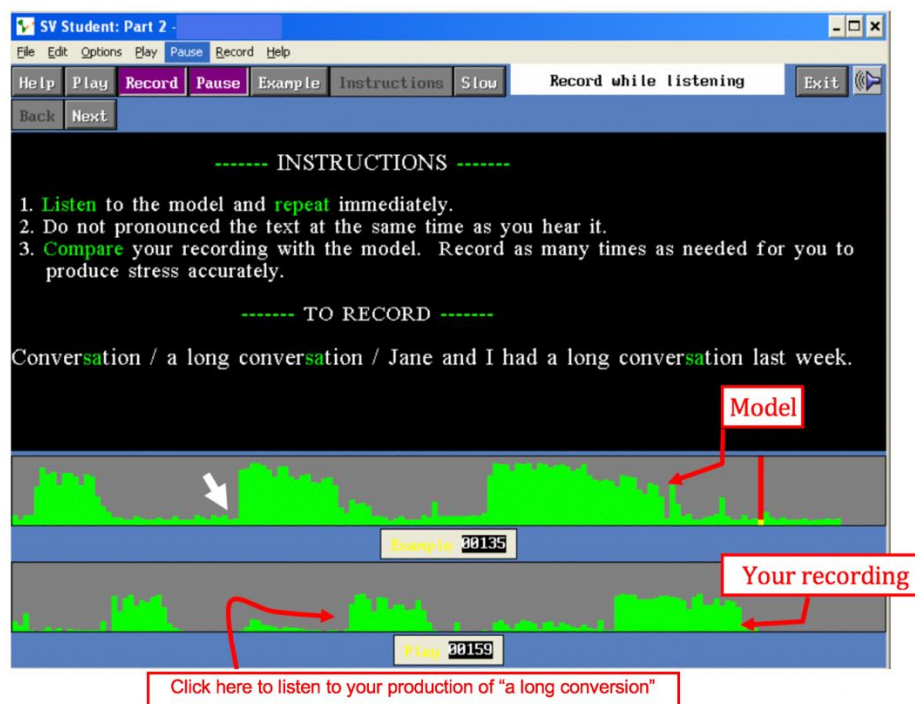 SV Student: Part 2 -
File Edit Options Play Pause Record Help
Help Play Record Pause Example Instructions Slow Record while listening Exit
Back Next
------- INSTRUCTIONS -------
1. Listen to the model and repeat immediately.
2. Do not pronounced the text at the same time as you hear it.
3. Compare your recording with the model. Record as many times as needed for you to
produce stress accurately.
------- TO RECORD -------
Conversation / a long conversation / Jane and I had a long conversation last week.
Model
Example 00135
Your recording
Play 00159
Click here to listen to your production of “a long conversion”